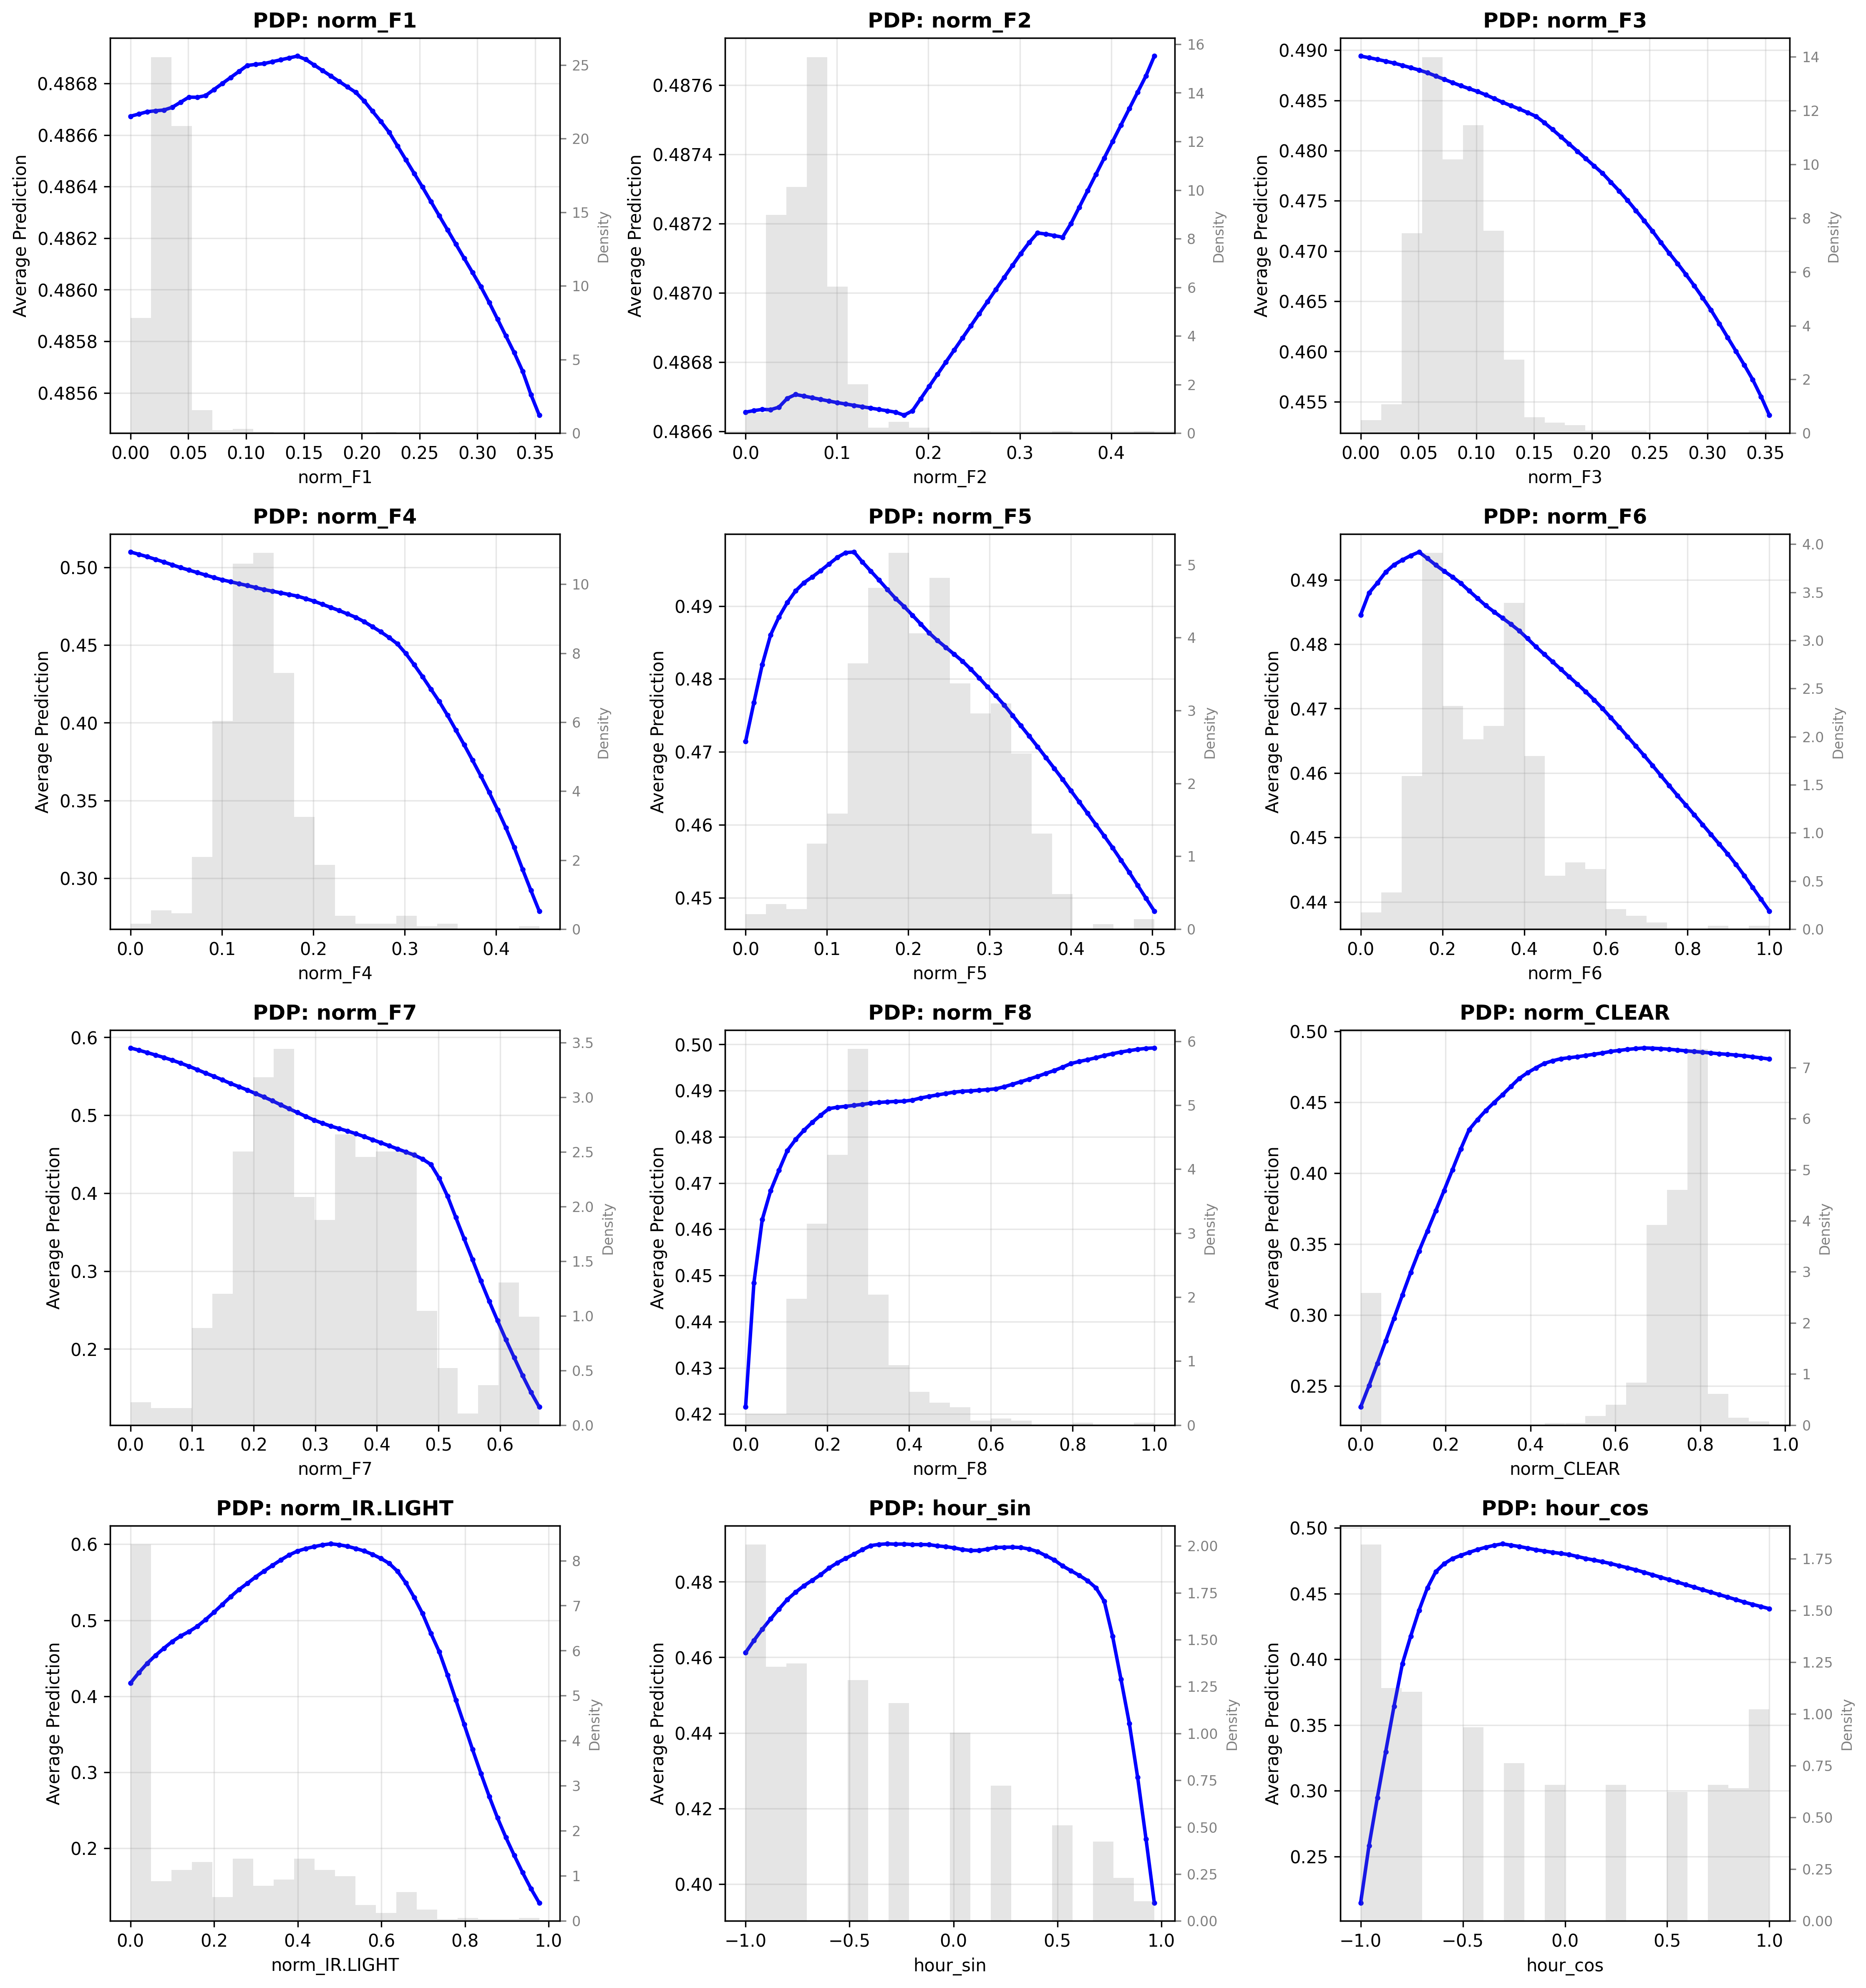 PDP: norm_F1
Average Prediction
0.4868
0.4866
0.4864
0.4862
0.4860
0.4858
0.4856
25
20
15
10
5
0
Density
0.00 0.05 0.10 0.15 0.20 0.25 0.30 0.35
norm_F1
PDP: norm_F2
Average Prediction
0.4876
0.4874
0.4872
0.4870
0.4868
0.4866
16
14
12
10
8
6
4
2
0
Density
0.0 0.1 0.2 0.3 0.4
norm_F2
PDP: norm_F3
Average Prediction
0.490
0.485
0.480
0.475
0.470
0.465
0.460
0.455
14
12
10
8
6
4
2
0
Density
0.00 0.05 0.10 0.15 0.20 0.25 0.30 0.35
norm_F3
PDP: norm_F4
Average Prediction
0.50
0.45
0.40
0.35
0.30
10
8
6
4
2
0
Density
0.0 0.1 0.2 0.3 0.4
norm_F4
PDP: norm_F5
Average Prediction
0.49
0.48
0.47
0.46
0.45
5
4
3
2
1
0
Density
0.0 0.1 0.2 0.3 0.4 0.5
norm_F5
PDP: norm_F6
Average Prediction
0.49
0.48
0.47
0.46
0.45
0.44
4.0
3.5
3.0
2.5
2.0
1.5
1.0
0.5
0.0
Density
0.0 0.2 0.4 0.6 0.8 1.0
norm_F6
PDP: norm_F7
Average Prediction
0.6
0.5
0.4
0.3
0.2
3.5
3.0
2.5
2.0
1.5
1.0
0.5
0.0
Density
0.0 0.1 0.2 0.3 0.4 0.5 0.6
norm_F7
PDP: norm_F8
Average Prediction
0.50
0.49
0.48
0.47
0.46
0.45
0.44
0.43
0.42
6
5
4
3
2
1
0
Density
0.0 0.2 0.4 0.6 0.8 1.0
norm_F8
PDP: norm_CLEAR
Average Prediction
0.50
0.45
0.40
0.35
0.30
0.25
7
6
5
4
3
2
1
0
Density
0.0 0.2 0.4 0.6 0.8 1.0
norm_CLEAR
PDP: norm_IR.LIGHT
Average Prediction
0.6
0.5
0.4
0.3
0.2
8
7
6
5
4
3
2
1
0
Density
0.0 0.2 0.4 0.6 0.8 1.0
norm_IR.LIGHT
PDP: hour_sin
Average Prediction
0.48
0.46
0.44
0.42
0.40
2.00
1.75
1.50
1.25
1.00
0.75
0.50
0.25
0.00
Density
−1.0 −0.5 0.0 0.5 1.0
hour_sin
PDP: hour_cos
Average Prediction
0.50
0.45
0.40
0.35
0.30
0.25
1.75
1.50
1.25
1.00
0.75
0.50
0.25
0.00
Density
−1.0 −0.5 0.0 0.5 1.0
hour_cos